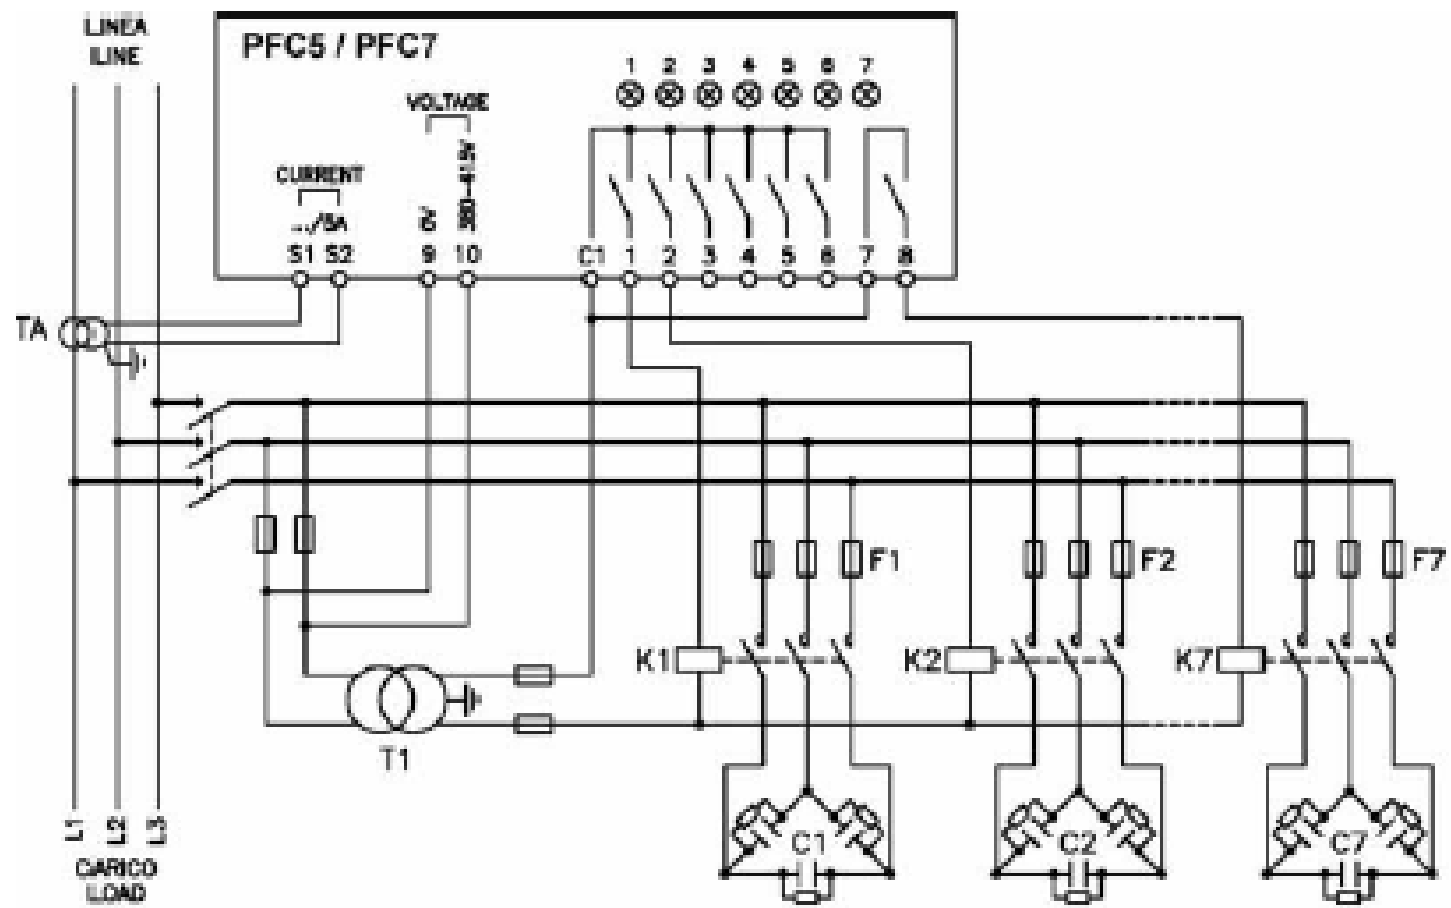 LINEA
LINE
PFC5 / PFC7
1 2 3 4 5 6 7
VOLTAGE
CURRENT
.../5A
0V
380-415V
S1 S2 9 10 C1 1 2 3 4 5 6 7 8
TA
F1 F2 F7
K1 K2 K7
T1
L1 L2 L3
C1 C2 C7
CARICO
LOAD